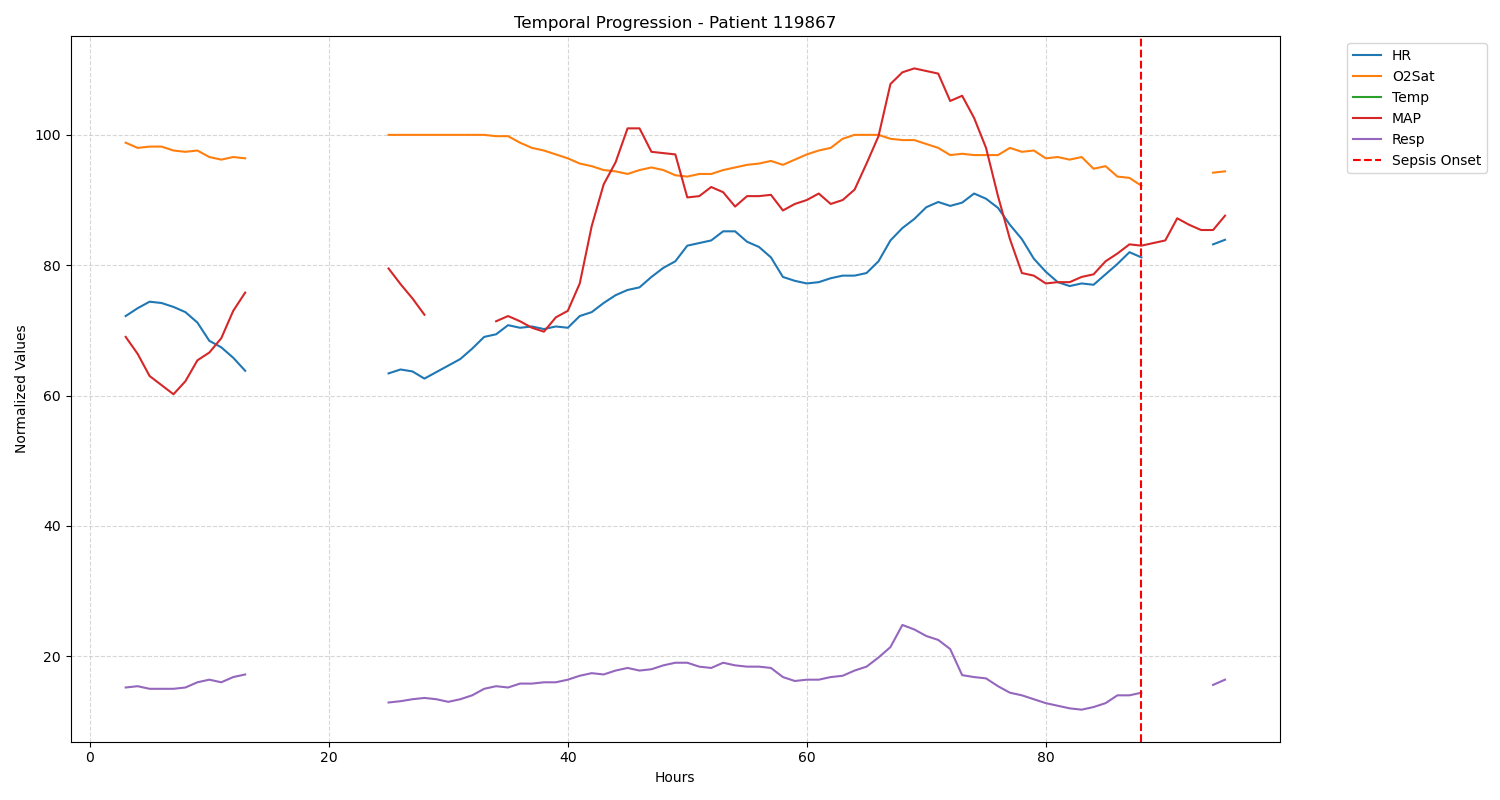 Temporal Progression - Patient 119867
HR
O2Sat
Temp
MAP
Resp
Sepsis Onset
Normalized Values
100
80
60
40
20
0
20
40
60
80
Hours